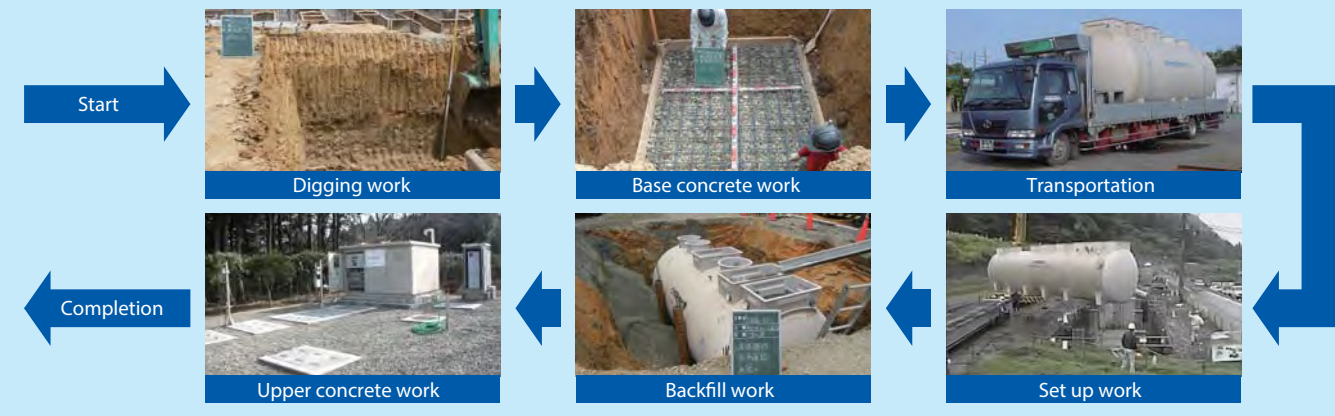 Start
Digging work
Base concrete work
Transportation
Set up work
Backfill work
Upper concrete work
Completion